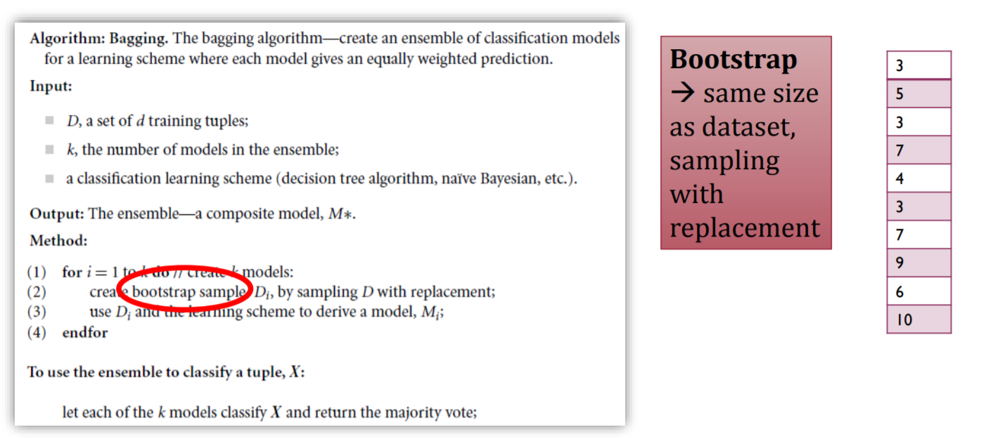 Algorithm: Bagging. The bagging algorithm—create an ensemble of classification models
for a learning scheme where each model gives an equally weighted prediction.
Input:
D, a set of d training tuples;
k, the number of models in the ensemble;
a classification learning scheme (decision tree algorithm, naïve Bayesian, etc.).
Output: The ensemble—a composite model, M*.
Method:
(1) for i = 1 to k do // create k models:
(2) create bootstrap sample, Di, by sampling D with replacement;
(3) use Di and the learning scheme to derive a model, Mi;
(4) endfor
To use the ensemble to classify a tuple, X:
let each of the k models classify X and return the majority vote;
Bootstrap
→ same size
as dataset,
sampling
with
replacement
3
5
3
7
4
3
7
9
6
10